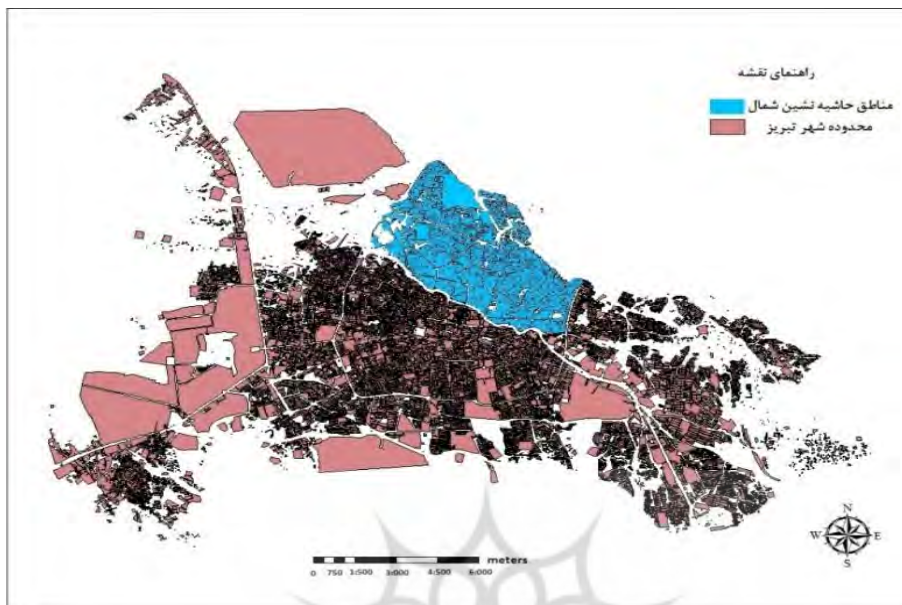 راهنمای نقشه
مناطق حاشیه نشین شمال
محدوده شهر تبریز
N
W E
S
meters
0 750 1:500 3:000 4:500 6:000